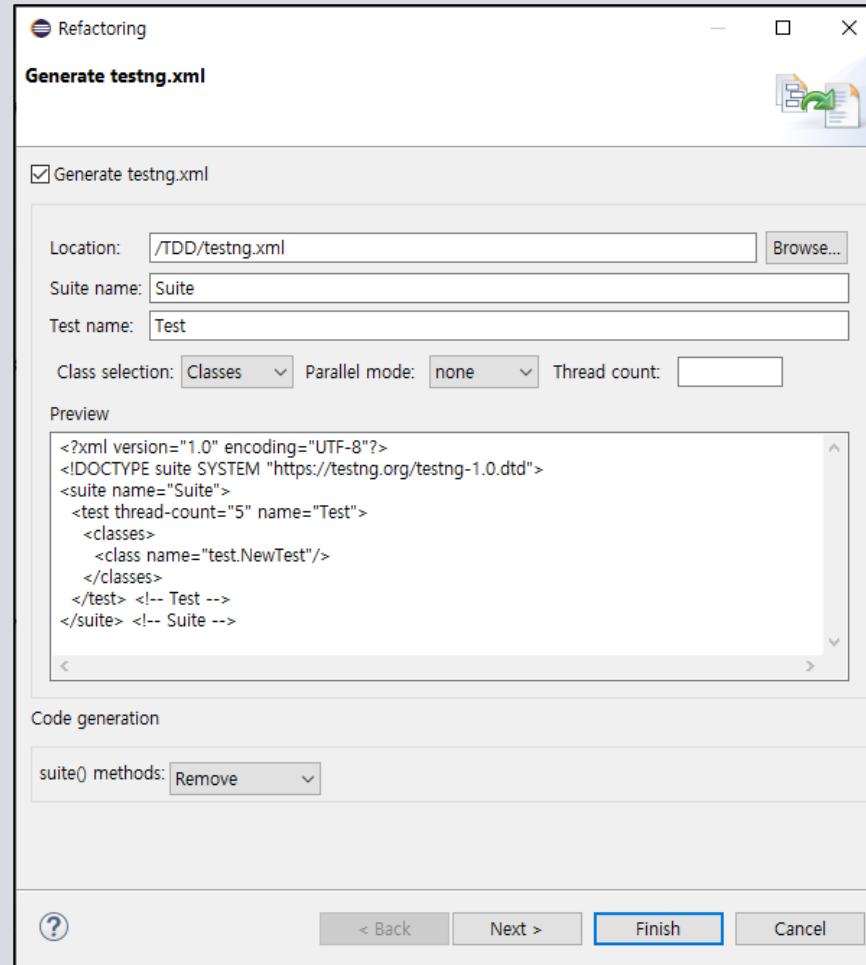 Refactoring
Generate testng.xml
Generate testng.xml
Location: /TDD/testng.xml Browse...
Suite name: Suite
Test name: Test
Class selection: Classes Parallel mode: none Thread count:
Preview
<?xml version="1.0" encoding="UTF-8"?>
<!DOCTYPE suite SYSTEM "https://testng.org/testng-1.0.dtd">
<suite name="Suite">
  <test thread-count="5" name="Test">
    <classes>
      <class name="test.NewTest"/>
    </classes>
  </test> <!-- Test -->
</suite> <!-- Suite -->
Code generation
suite() methods: Remove
? < Back Next > Finish Cancel